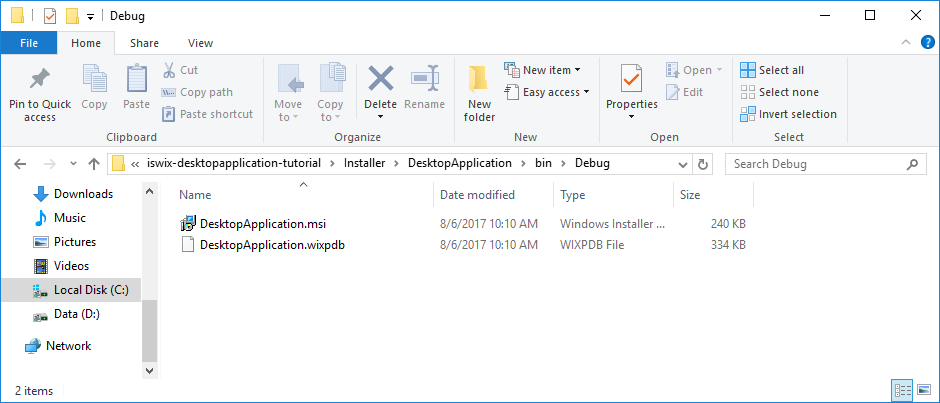 Debug
File Home Share View
Pin to Quick access
Copy
Paste
Cut
Copy path
Paste shortcut
Clipboard
Move to
Copy to
Delete
Rename
Organize
New folder
New item
Easy access
New
Properties
Open
Edit
Open
Select all
Select none
Invert selection
Select
« iswix-desktopapplication-tutorial Installer DesktopApplication bin Debug
Search Debug
Downloads
Music
Pictures
Videos
Local Disk (C:)
Data (D:)
Network
Name Date modified Type Size
DesktopApplication.msi 8/6/2017 10:10 AM Windows Installer ... 240 KB
DesktopApplication.wixpdb 8/6/2017 10:10 AM WIXPDB File 334 KB
2 items